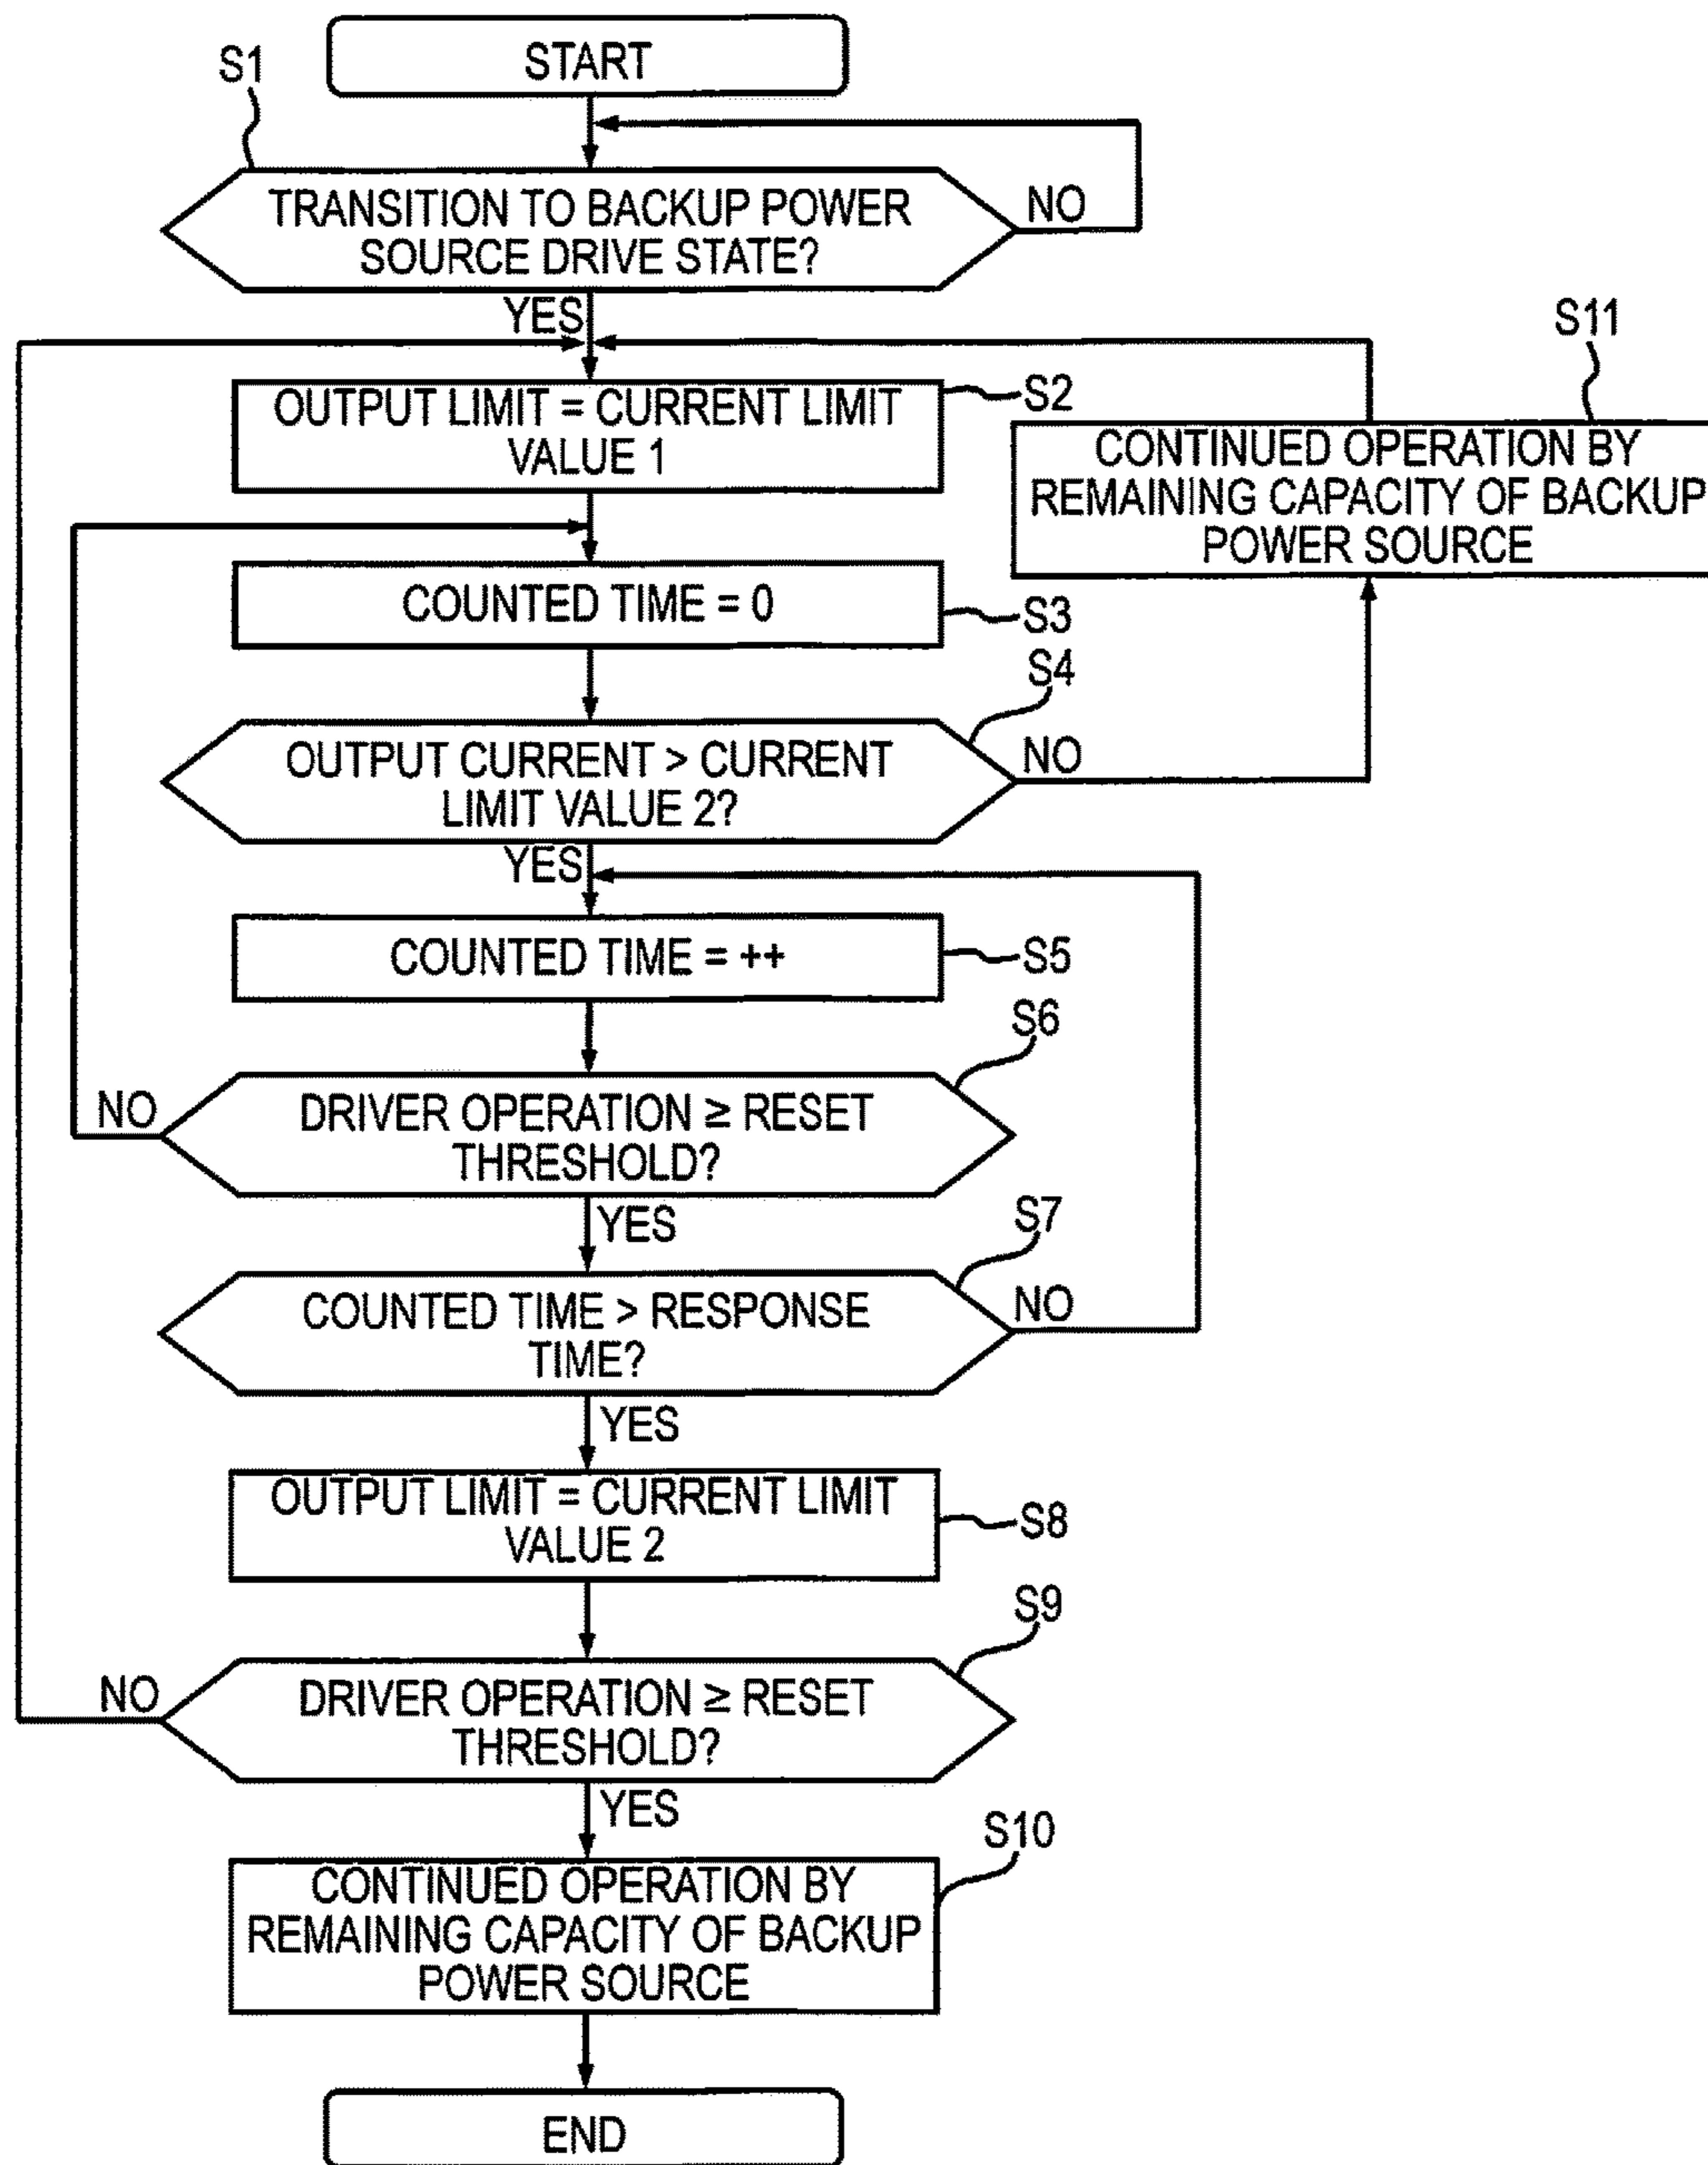 START
S1
TRANSITION TO BACKUP POWER
SOURCE DRIVE STATE?
NO
YES
S11
CONTINUED OPERATION BY
REMAINING CAPACITY OF BACKUP
POWER SOURCE
OUTPUT LIMIT = CURRENT LIMIT
VALUE 1
S2
COUNTED TIME = 0
S3
S4
OUTPUT CURRENT > CURRENT
LIMIT VALUE 2?
NO
YES
COUNTED TIME = ++
S5
S6
DRIVER OPERATION ≥ RESET
THRESHOLD?
NO
YES
S7
COUNTED TIME > RESPONSE
TIME?
NO
YES
OUTPUT LIMIT = CURRENT LIMIT
VALUE 2
S8
S9
DRIVER OPERATION ≥ RESET
THRESHOLD?
NO
YES
S10
CONTINUED OPERATION BY
REMAINING CAPACITY OF BACKUP
POWER SOURCE
END